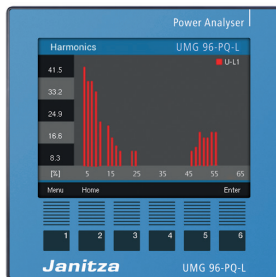 Power Analyser
Harmonics UMG 96-PQ-L
U-L1
41.5
33.2
24.9
16.6
8.3
[%] 5 15 25 35 45 55 65
Menu Home Enter
1 2 3 4 5 6
Janitza UMG 96-PQ-L